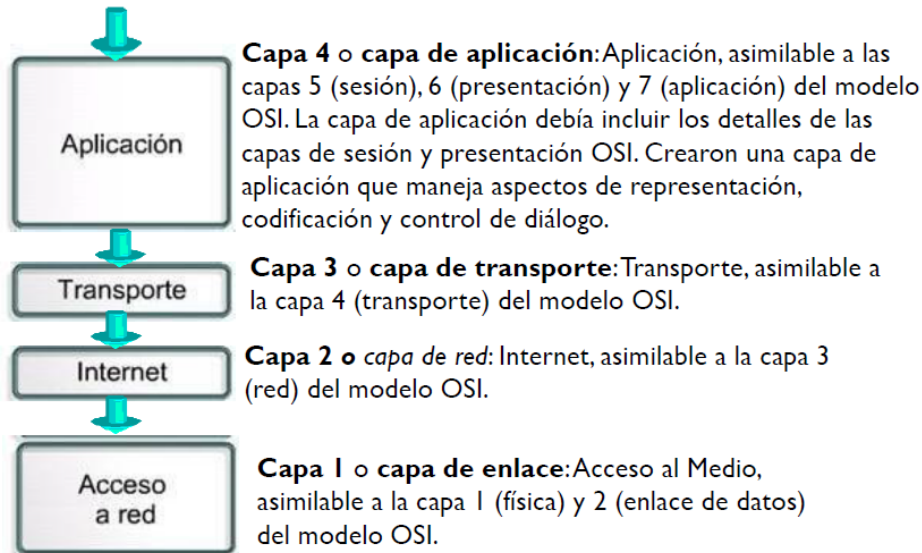 Aplicación
Capa 4 o capa de aplicación: Aplicación, asimilable a las
capas 5 (sesión), 6 (presentación) y 7 (aplicación) del modelo
OSI. La capa de aplicación debía incluir los detalles de las
capas de sesión y presentación OSI. Crearon una capa de
aplicación que maneja aspectos de representación,
codificación y control de diálogo.
Transporte
Capa 3 o capa de transporte: Transporte, asimilable a
la capa 4 (transporte) del modelo OSI.
Internet
Capa 2 o capa de red: Internet, asimilable a la capa 3
(red) del modelo OSI.
Acceso
a red
Capa 1 o capa de enlace: Acceso al Medio,
asimilable a la capa 1 (física) y 2 (enlace de datos)
del modelo OSI.